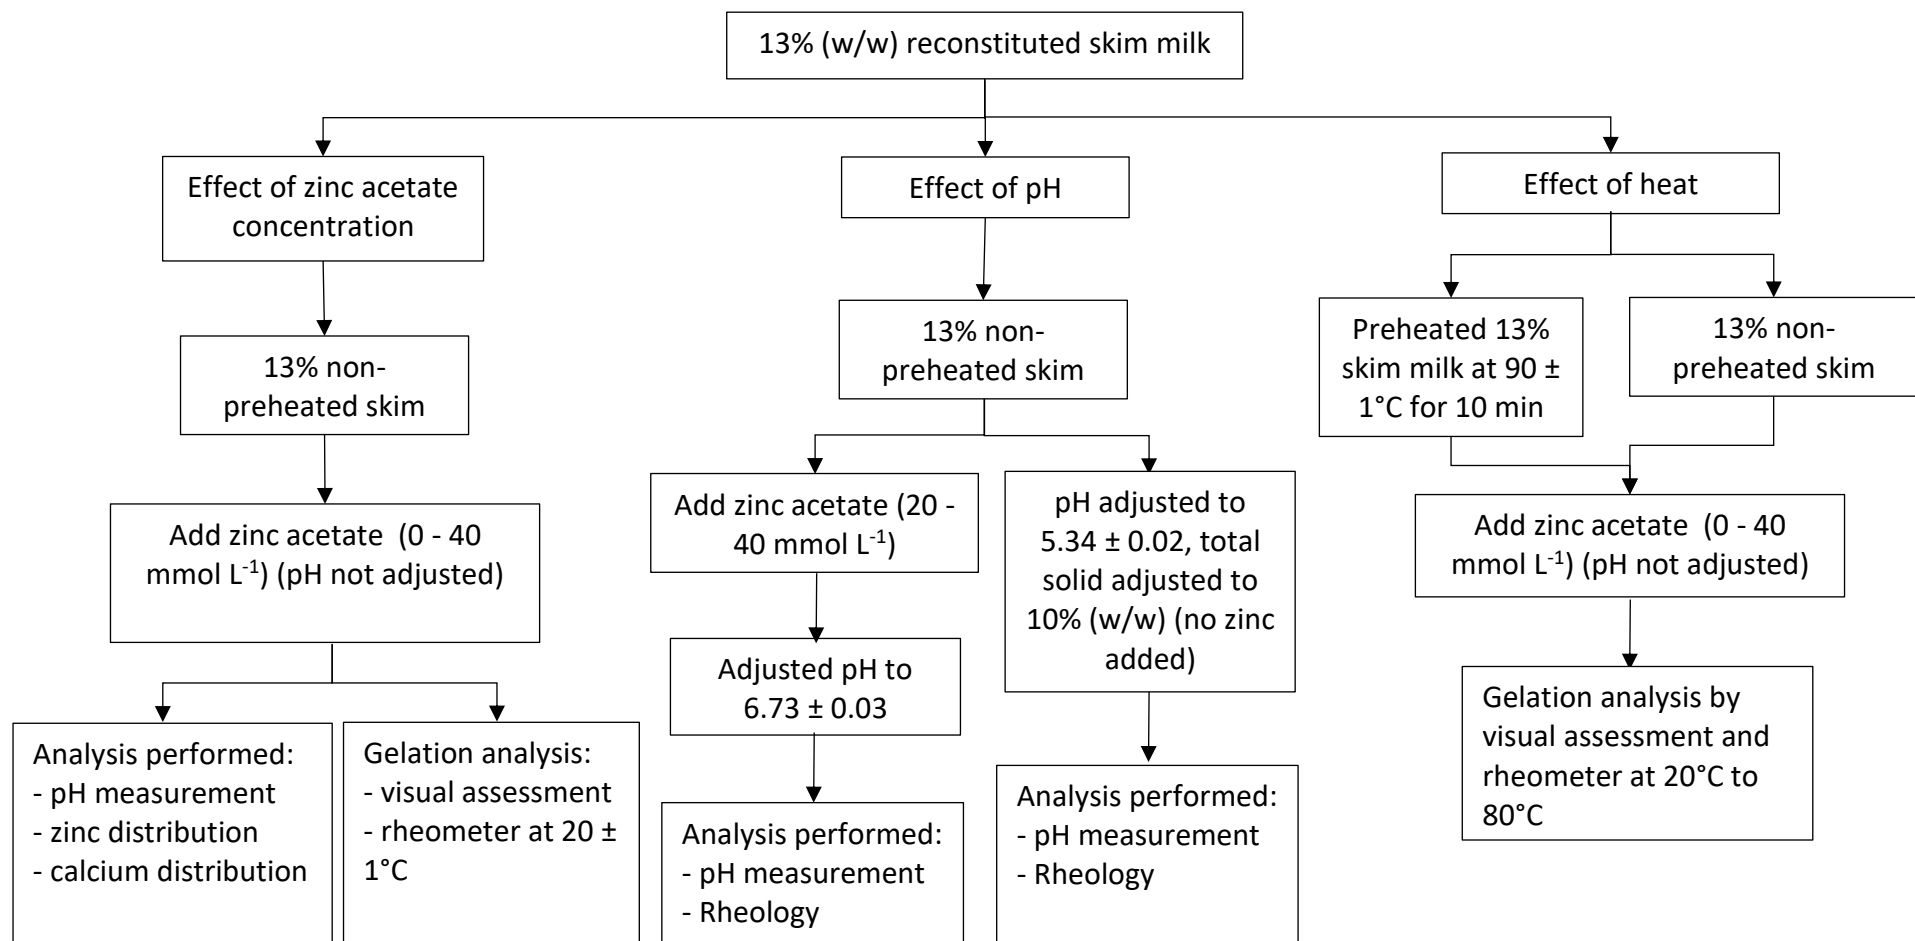 13% (w/w) reconstituted skim milk
Effect of zinc acetate
concentration
Effect of pH
Effect of heat
13% non-
preheated skim
13% non-
preheated skim
Preheated 13%
skim milk at 90 ±
1°C for 10 min
13% non-
preheated skim
Add zinc acetate  (0 - 40
mmol L⁻¹) (pH not adjusted)
Add zinc acetate (20 -
40 mmol L⁻¹)
pH adjusted to
5.34 ± 0.02, total
solid adjusted to
10% (w/w) (no zinc
added)
Add zinc acetate  (0 - 40
mmol L⁻¹) (pH not adjusted)
Adjusted pH to
6.73 ± 0.03
Analysis performed:
- pH measurement
- zinc distribution
- calcium distribution
Gelation analysis:
- visual assessment
- rheometer at 20 ±
1°C
Analysis performed:
- pH measurement
- Rheology
Analysis performed:
- pH measurement
- Rheology
Gelation analysis by
visual assessment and
rheometer at 20°C to
80°C